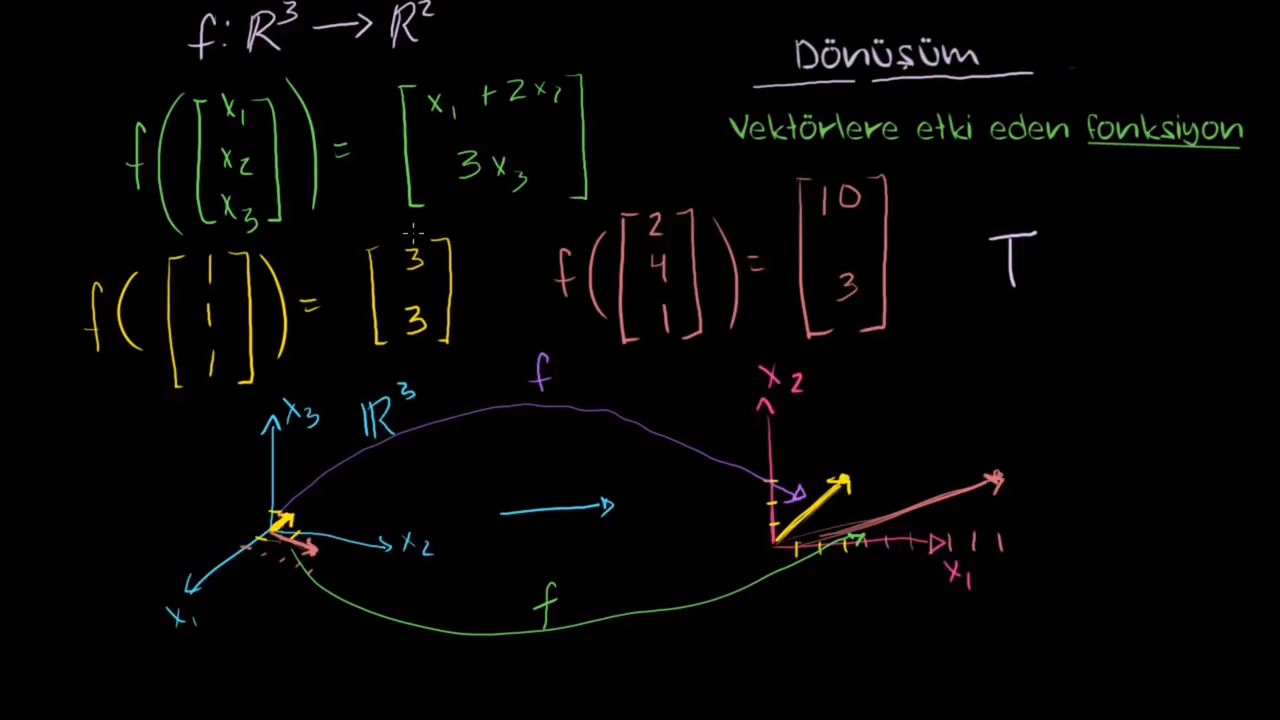 f: ℝ³ → ℝ²
Dönüşüm
Vektörlere etki eden fonksiyon
f([x₁ x₂ x₃]) = [x₁ + 2x₂ 3x₃]
f([1 1 1]) = [3 3]
f([2 4 1]) = [10 3]
T
f
x₃ ℝ³
x₂
x₂
x₁
x₁
f